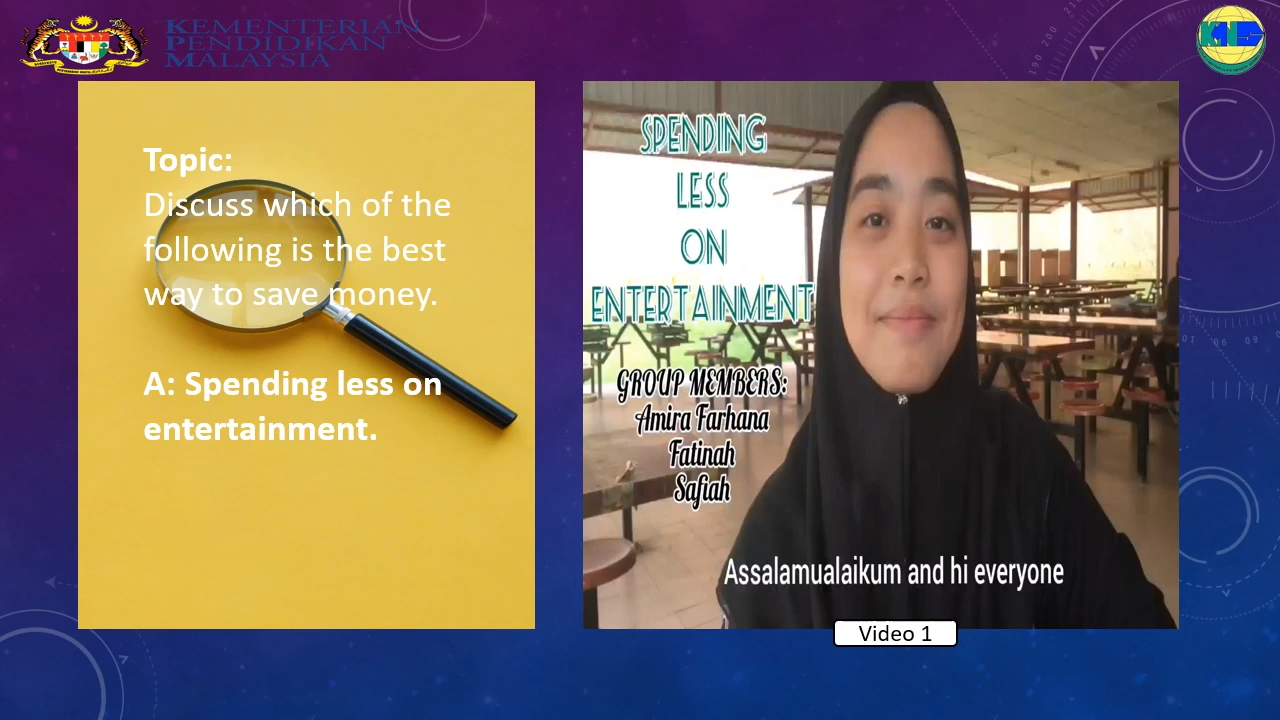 KEMENTERIAN
PENDIDIKAN
MALAYSIA
Topic:
Discuss which of the
following is the best
way to save money.
A: Spending less on
entertainment.
SPENDING
LESS
ON
ENTERTAINMENT
GROUP MEMBERS:
Amira Farhana
Fatinah
Safiah
Assalamualaikum and hi everyone
Video 1